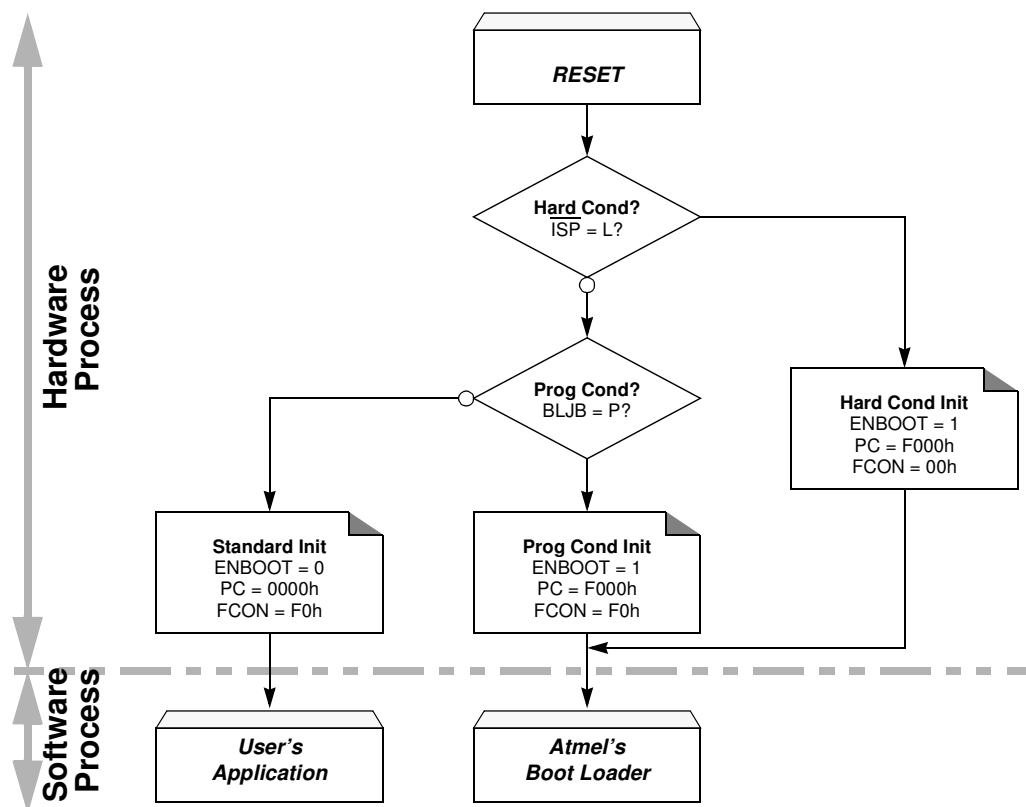 RESET
Hard Cond?
ISP = L?
Prog Cond?
BLJB = P?
Hard Cond Init
ENBOOT = 1
PC = F000h
FCON = 00h
Standard Init
ENBOOT = 0
PC = 0000h
FCON = F0h
Prog Cond Init
ENBOOT = 1
PC = F000h
FCON = F0h
Hardware
Process
Software
Process
User's
Application
Atmel's
Boot Loader